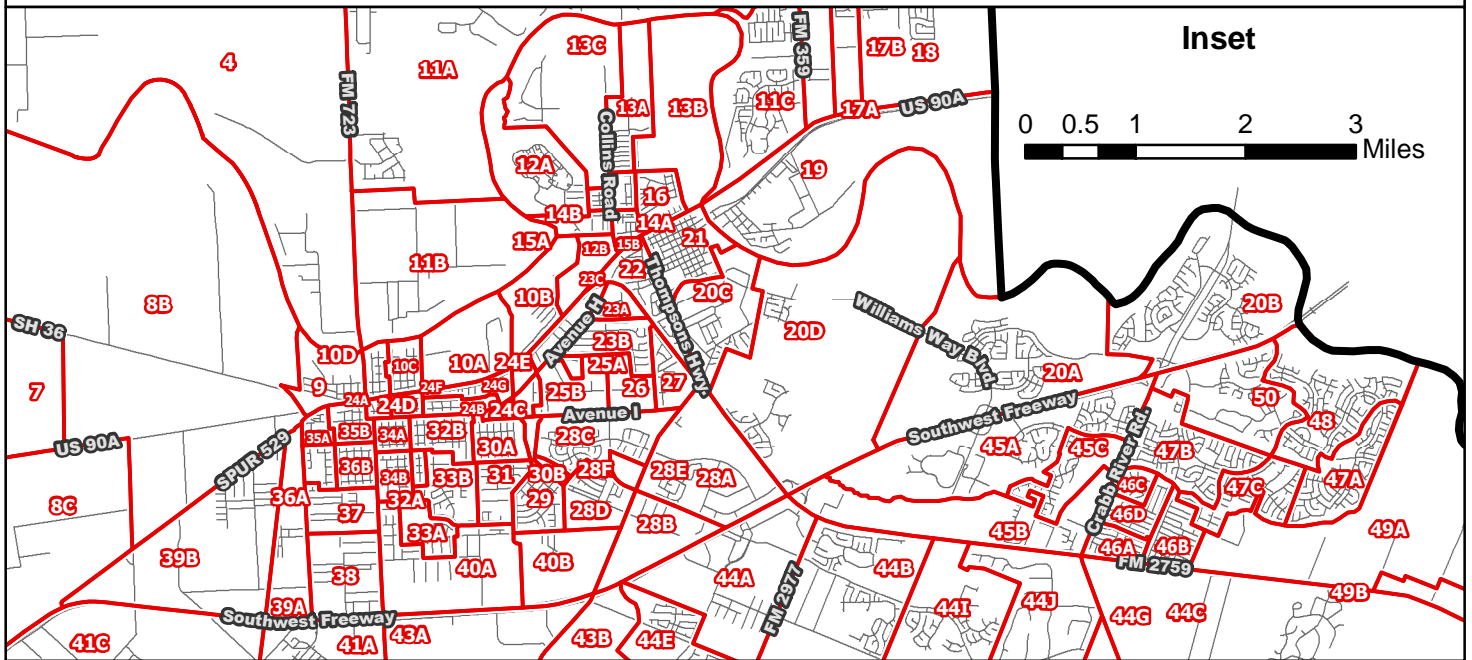 Inset
0 0.5 1 2 3
Miles
4
11A
13C
FM 723
FM 359
17B
18
13A
13B
11C
17A
US 90A
Collins Road
12A
19
16
14B
14A
15A
12B
15B
21
11B
22
23C
Thompsons Hwy.
20C
8B
10B
23A
20D
Williams Way Blvd.
20B
SH 36
Avenue H
23B
10D
10C
10A
24E
25A
20A
7
9
24F
24G
25B
26
27
50
24A
24D
24B
24C
Avenue I
Southwest Freeway
48
US 90A
SPUR 529
35A
35B
34A
32B
30A
28C
45A
45C
Crabb River Rd.
47B
36B
34B
33B
31
30B
28F
28E
28A
46C
47C
47A
8C
36A
32A
29
37
28D
46D
28B
33A
45B
49A
39B
46A
46B
38
40A
40B
44A
FM 2977
44B
FM 2759
49B
39A
44I
44J
44G
44C
Southwest Freeway
41C
41A
43A
43B
44E